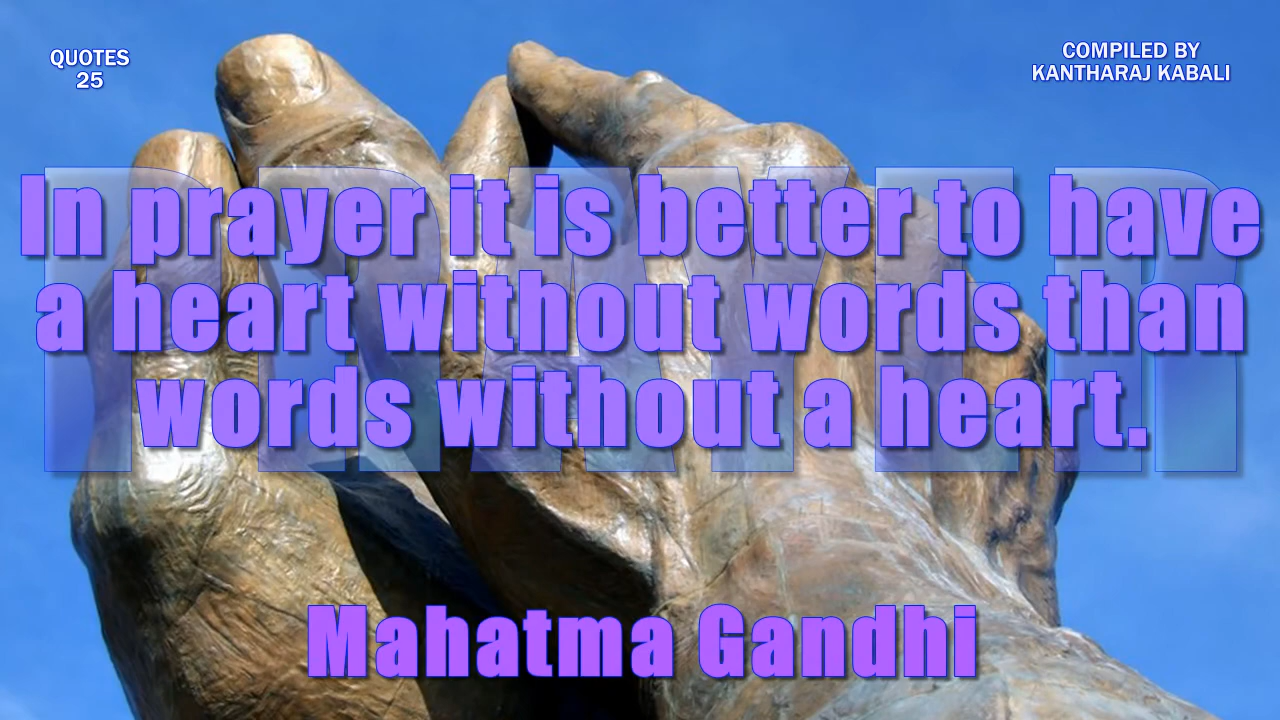 QUOTES
25
COMPILED BY
KANTHARAJ KABALI
PRAYER
In prayer it is better to have
a heart without words than
words without a heart.
Mahatma Gandhi